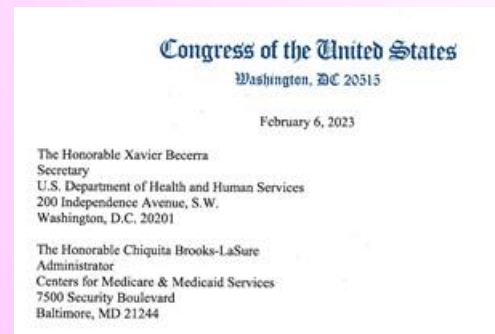 Congress of the United States
Washington, DC 20515
February 6, 2023
The Honorable Xavier Becerra
Secretary
U.S. Department of Health and Human Services
200 Independence Avenue, S.W.
Washington, D.C. 20201
The Honorable Chiquita Brooks-LaSure
Administrator
Centers for Medicare & Medicaid Services
7500 Security Boulevard
Baltimore, MD 21244